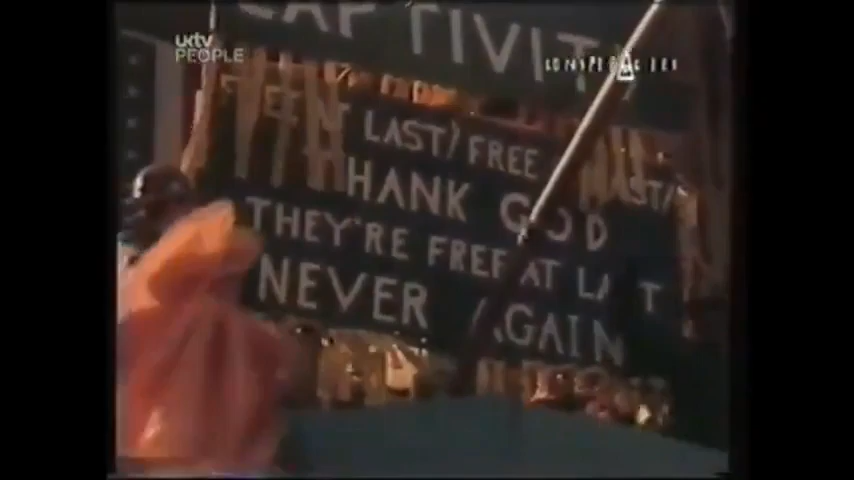 uktv
PEOPLE
CAPTIVITY
LAST/ FREE
HANK GOD
THEY'RE FREE AT LAST
NEVER AGAIN